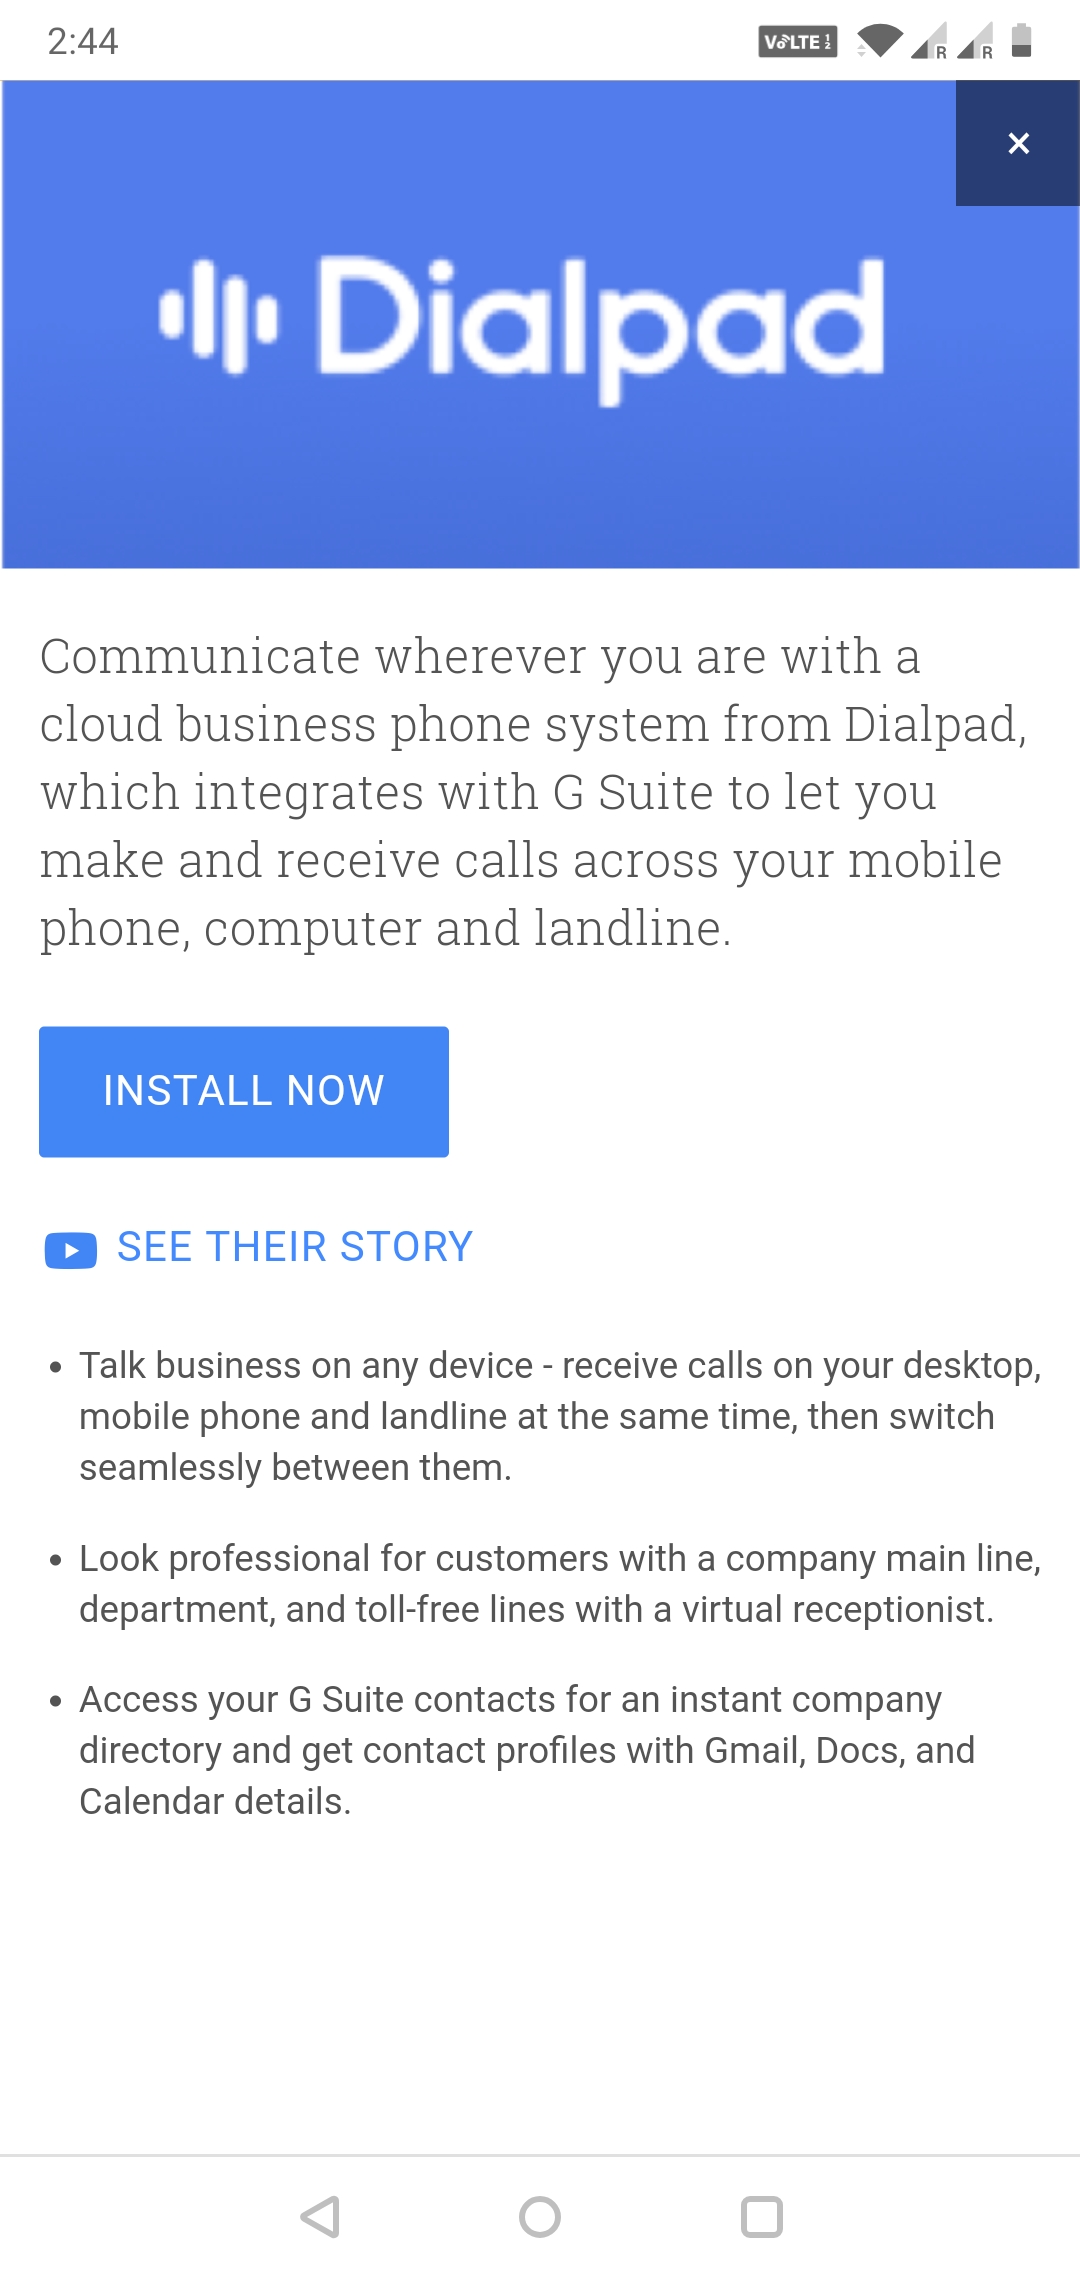 2:44
VoLTE 1 2
R R
×
Dialpad
Communicate wherever you are with a
cloud business phone system from Dialpad,
which integrates with G Suite to let you
make and receive calls across your mobile
phone, computer and landline.
INSTALL NOW
SEE THEIR STORY
• Talk business on any device - receive calls on your desktop,
mobile phone and landline at the same time, then switch
seamlessly between them.
• Look professional for customers with a company main line,
department, and toll-free lines with a virtual receptionist.
• Access your G Suite contacts for an instant company
directory and get contact profiles with Gmail, Docs, and
Calendar details.